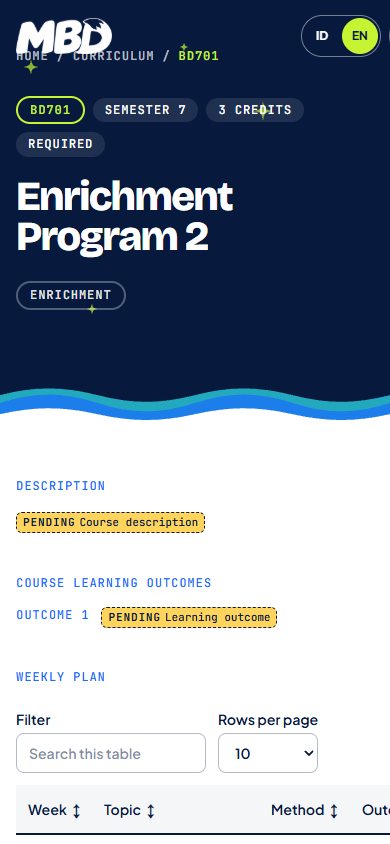 MBD
ID EN
HOME / CURRICULUM / BD701
BD701 SEMESTER 7 3 CREDITS
REQUIRED
Enrichment
Program 2
ENRICHMENT
DESCRIPTION
PENDING Course description
COURSE LEARNING OUTCOMES
OUTCOME 1 PENDING Learning outcome
WEEKLY PLAN
Filter Rows per page
Search this table 10
Week Topic Method Outc